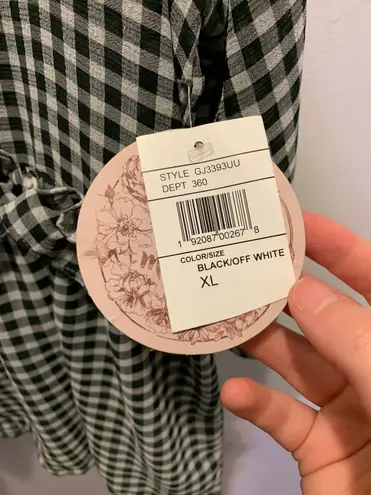 STYLE GJ3393UU
DEPT 360
1 92087 00267 8
COLOR/SIZE
BLACK/OFF WHITE
XL